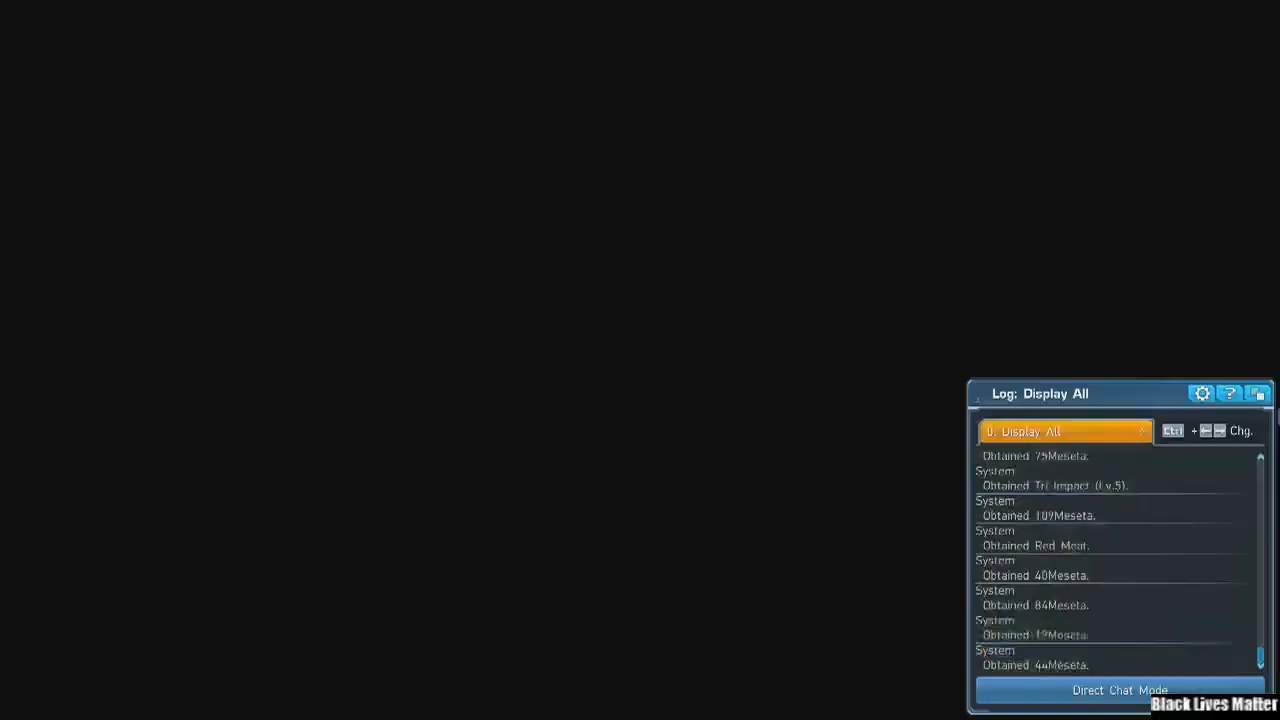 Log: Display All
?
0. Display All
Ctrl + ← → Chg.
Obtained 75Meseta.
System
Obtained Tri Impact (Lv.5).
System
Obtained 109Meseta.
System
Obtained Red Meat.
System
Obtained 40Meseta.
System
Obtained 84Meseta.
System
Obtained 19Meseta.
System
Obtained 44Meseta.
Direct Chat Mode
Black Lives Matter